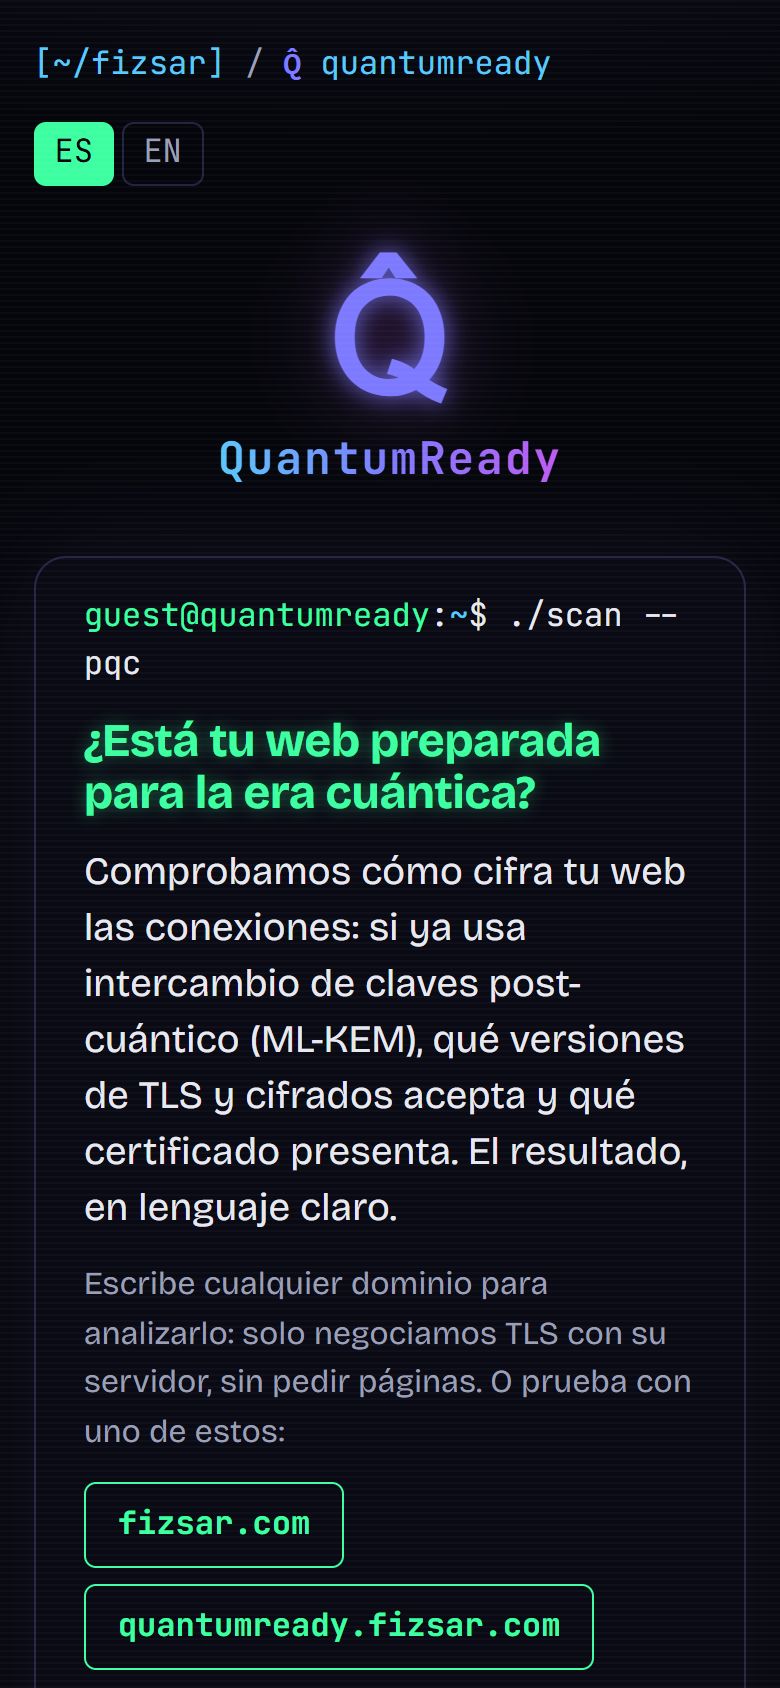 [~/fizsar] / Q̂ quantumready
ES EN
Q̂
QuantumReady
guest@quantumready:~$ ./scan --
pqc
¿Está tu web preparada
para la era cuántica?
Comprobamos cómo cifra tu web
las conexiones: si ya usa
intercambio de claves post-
cuántico (ML-KEM), qué versiones
de TLS y cifrados acepta y qué
certificado presenta. El resultado,
en lenguaje claro.
Escribe cualquier dominio para
analizarlo: solo negociamos TLS con su
servidor, sin pedir páginas. O prueba con
uno de estos:
fizsar.com
quantumready.fizsar.com